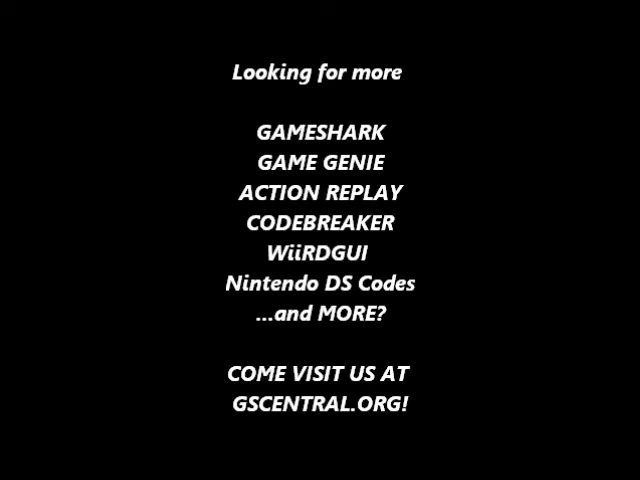 Looking for more
GAMESHARK
GAME GENIE
ACTION REPLAY
CODEBREAKER
WiiRDGUI
Nintendo DS Codes
...and MORE?
COME VISIT US AT
GSCENTRAL.ORG!